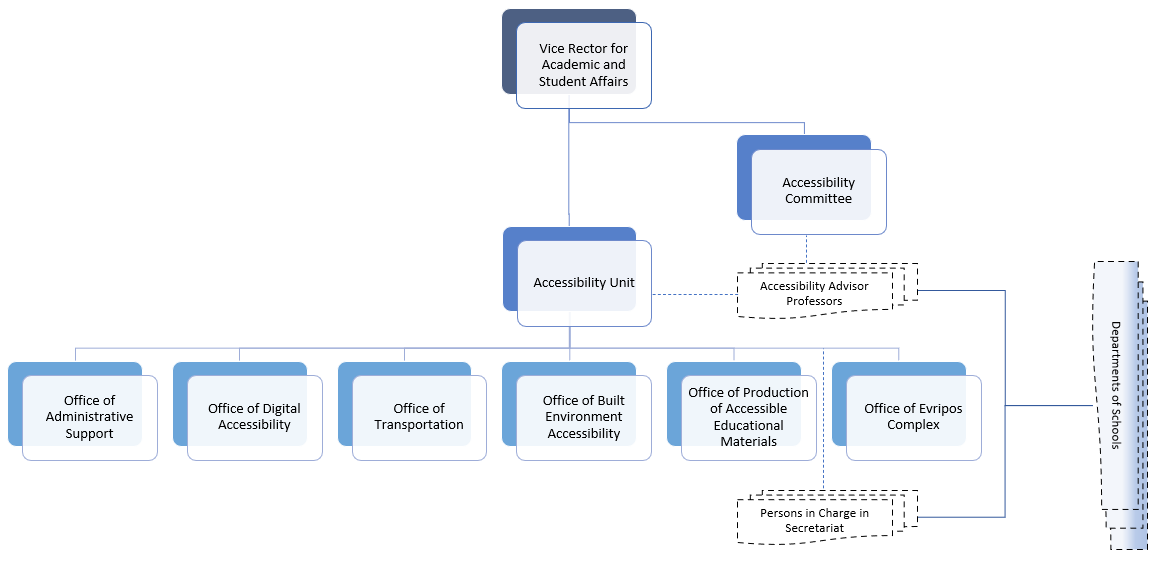 Vice Rector for
Academic and
Student Affairs
Accessibility
Committee
Accessibility Unit
Accessibility Advisor
Professors
Departments of Schools
Office of
Administrative
Support
Office of Digital
Accessibility
Office of
Transportation
Office of Built
Environment
Accessibility
Office of Production
of Accessible
Educational
Materials
Office of Evripos
Complex
Persons in Charge in
Secretariat